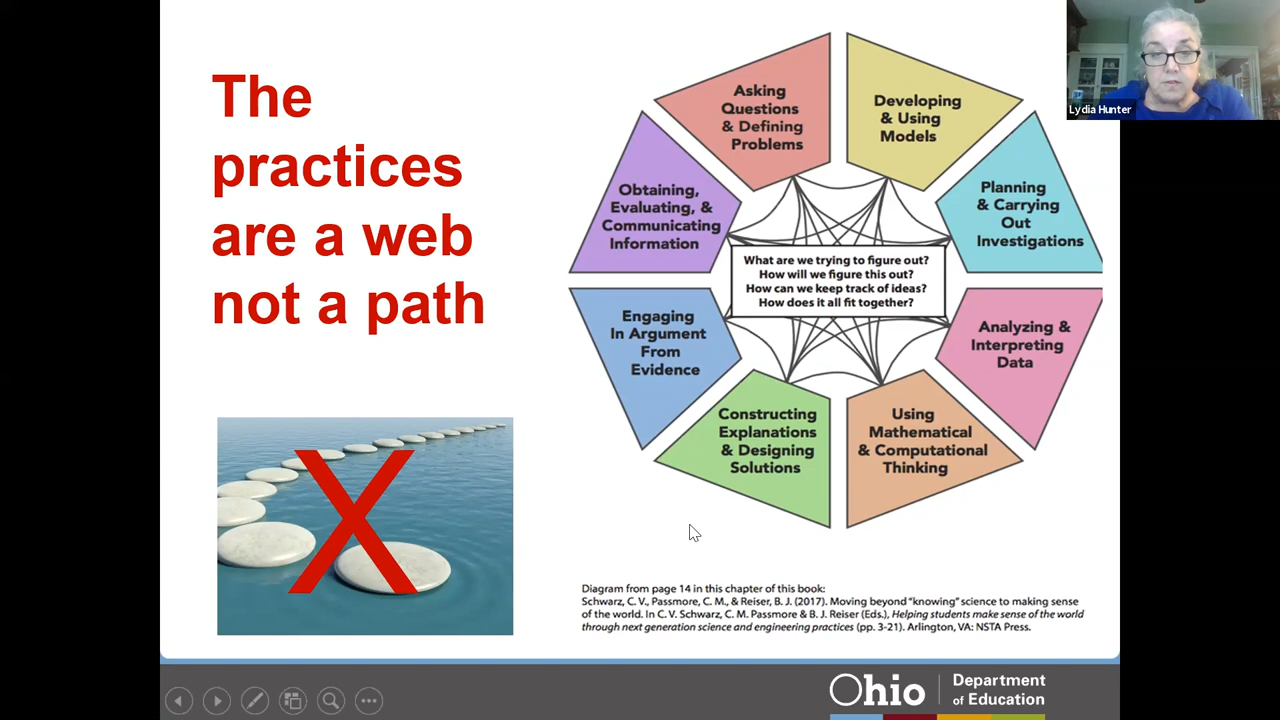 The
practices
are a web
not a path
X
Asking
Questions
& Defining
Problems
Developing
& Using
Models
Planning
& Carrying
Out
Investigations
Analyzing &
Interpreting
Data
Using
Mathematical
& Computational
Thinking
Constructing
Explanations
& Designing
Solutions
Engaging
In Argument
From
Evidence
Obtaining,
Evaluating, &
Communicating
Information
What are we trying to figure out?
How will we figure this out?
How can we keep track of ideas?
How does it all fit together?
Diagram from page 14 in this chapter of this book:
Schwarz, C. V., Passmore, C. M., & Reiser, B. J. (2017). Moving beyond “knowing” science to making sense
of the world. In C. V. Schwarz, C. M. Passmore & B. J. Reiser (Eds.), Helping students make sense of the world
through next generation science and engineering practices (pp. 3-21). Arlington, VA: NSTA Press.
Lydia Hunter
Ohio
Department
of Education